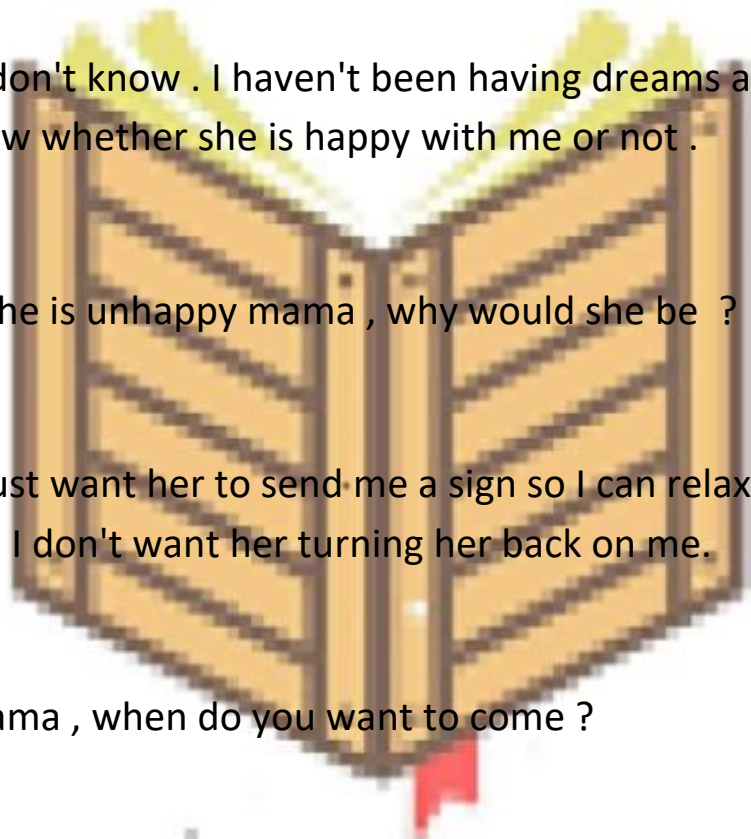 don't know . I haven't been having dreams a
w whether she is happy with me or not .
he is unhappy mama , why would she be ?
ust want her to send me a sign so I can relax
I don't want her turning her back on me.
ama , when do you want to come ?